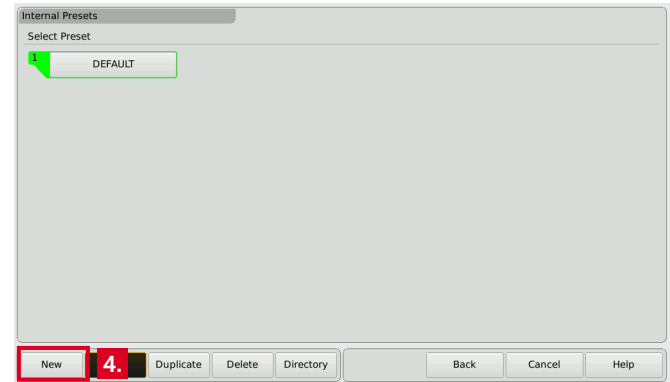 Internal Presets
Select Preset
1
DEFAULT
New 4. Duplicate Delete Directory Back Cancel Help